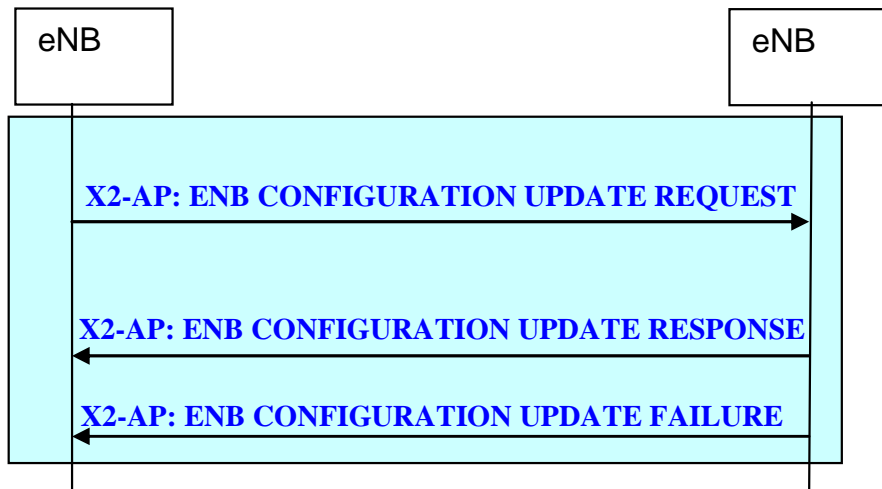 eNB
eNB
X2-AP: ENB CONFIGURATION UPDATE REQUEST
X2-AP: ENB CONFIGURATION UPDATE RESPONSE
X2-AP: ENB CONFIGURATION UPDATE FAILURE